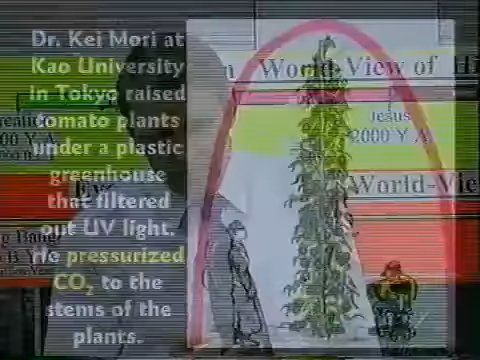 Dr. Kei Mori at
Kao University
in Tokyo raised
tomato plants
under a plastic
greenhouse
that filtered
out UV light.
He pressurized
CO2 to the
stems of the
plants.
World View of
Jesus
2000 Y.A.
World-Vie
g Bang